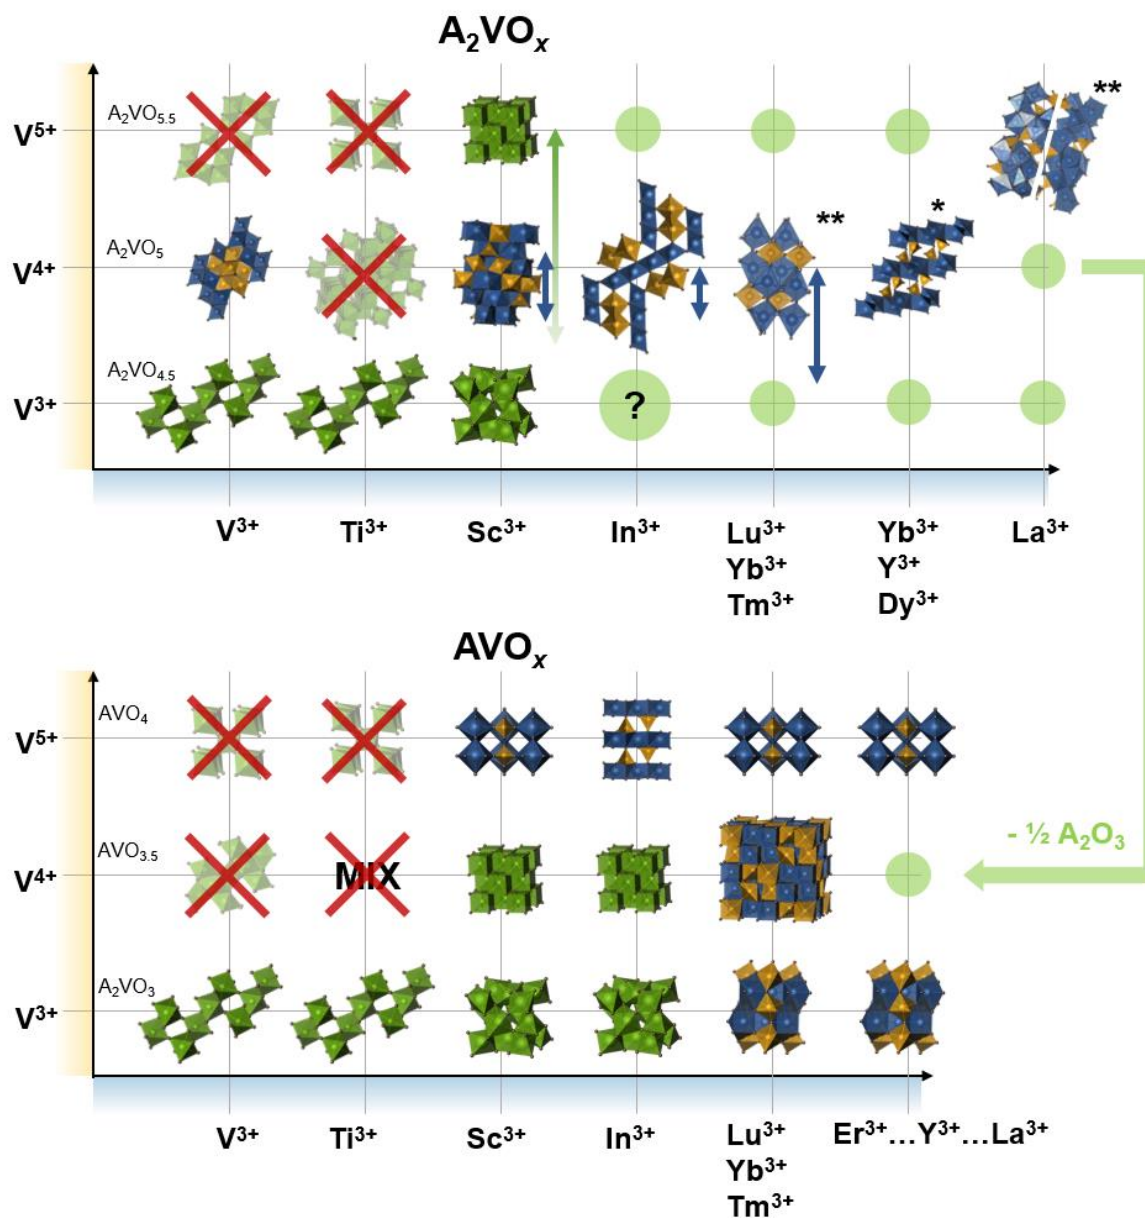 A₂VOₓ
A₂VO₅.₅
**
V⁵⁺
*
**
A₂VO₅
V⁴⁺
A₂VO₄.₅
V³⁺
?
V³⁺ Ti³⁺ Sc³⁺ In³⁺ Lu³⁺ Yb³⁺ La³⁺
Yb³⁺ Y³⁺
Tm³⁺ Dy³⁺
AVOₓ
AVO₄
V⁵⁺
AVO₃.₅
- ½ A₂O₃
V⁴⁺
MIX
A₂VO₃
V³⁺
V³⁺ Ti³⁺ Sc³⁺ In³⁺ Lu³⁺ Er³⁺...Y³⁺...La³⁺
Yb³⁺
Tm³⁺